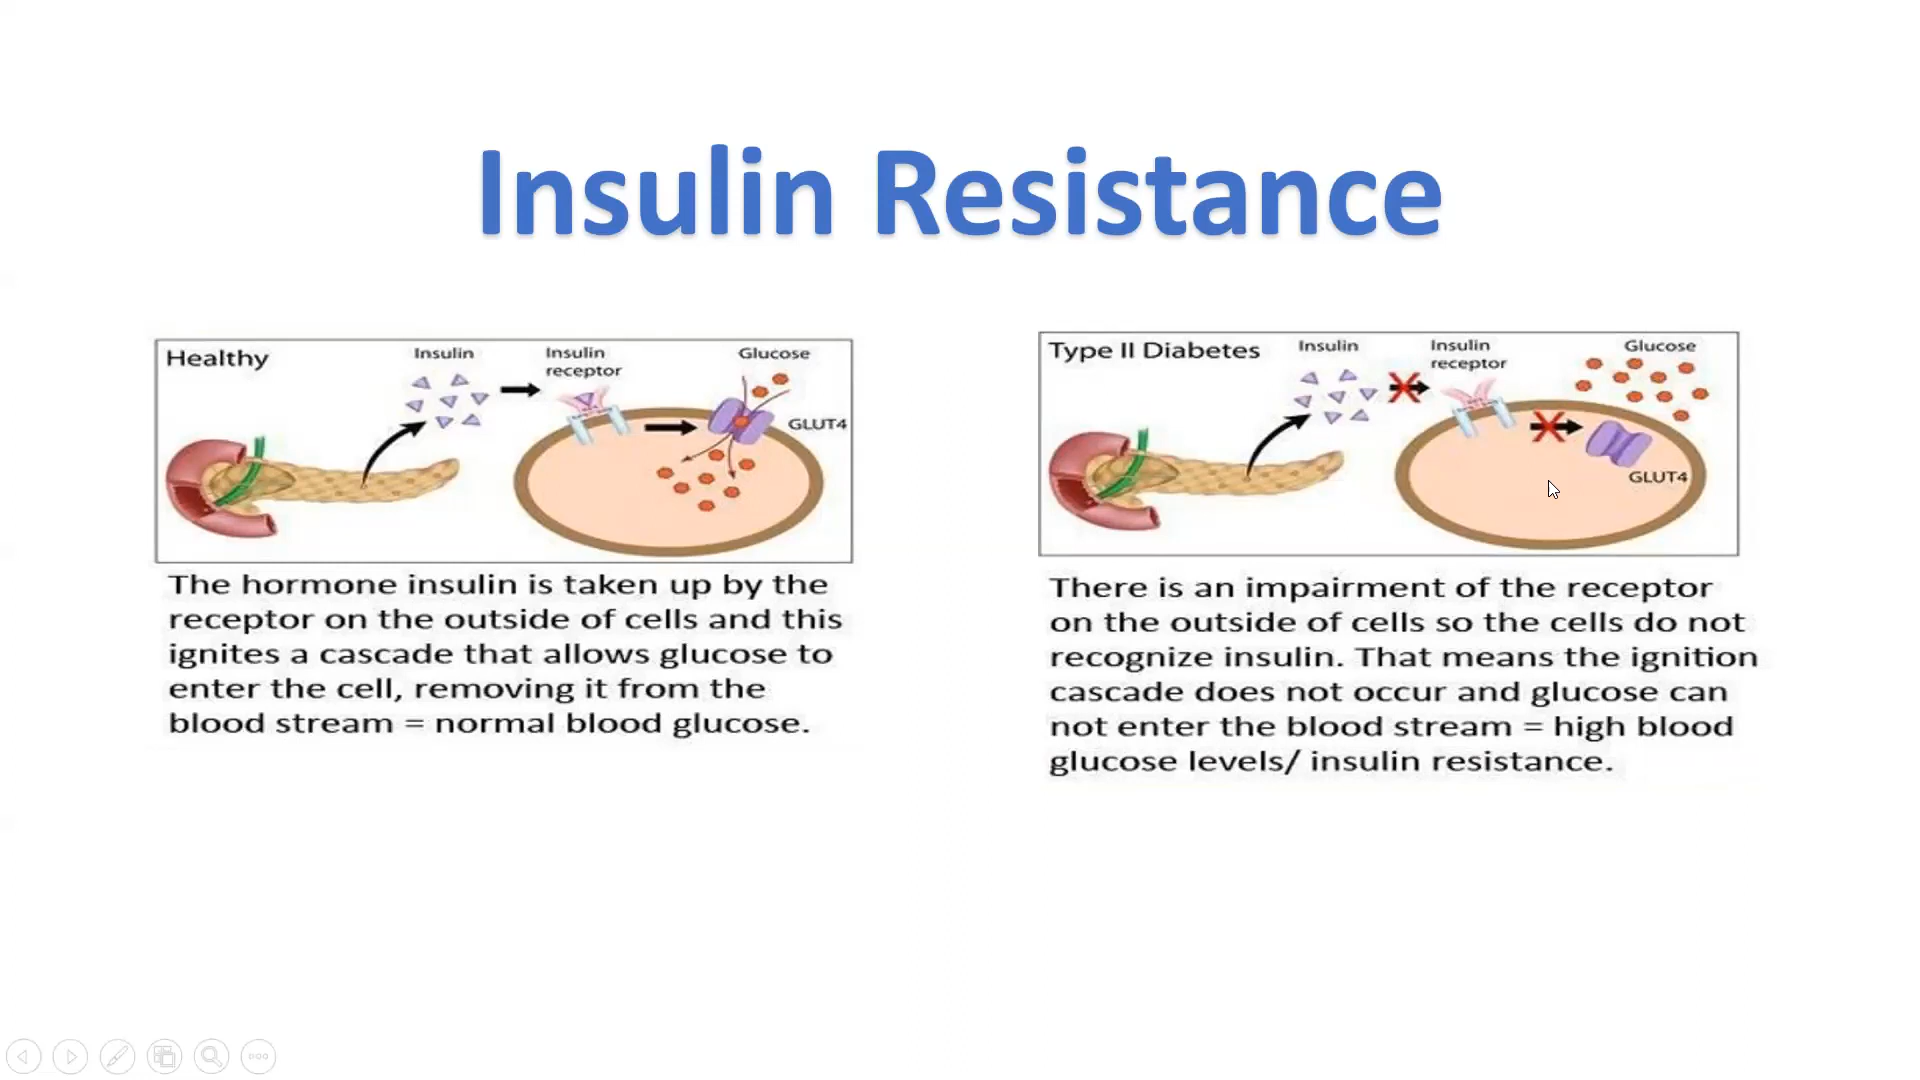 Insulin Resistance
Healthy
Insulin
Insulin
receptor
Glucose
GLUT4
The hormone insulin is taken up by the
receptor on the outside of cells and this
ignites a cascade that allows glucose to
enter the cell, removing it from the
blood stream = normal blood glucose.
Type II Diabetes
Insulin
Insulin
receptor
Glucose
GLUT4
There is an impairment of the receptor
on the outside of cells so the cells do not
recognize insulin. That means the ignition
cascade does not occur and glucose can
not enter the blood stream = high blood
glucose levels/ insulin resistance.